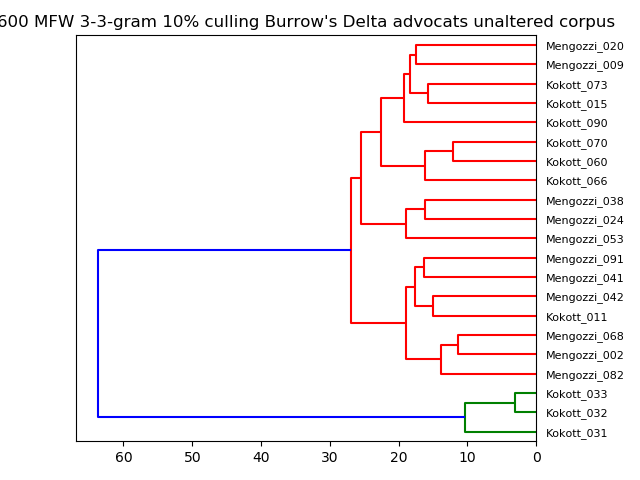 600 MFW 3-3-gram 10% culling Burrow's Delta advocats unaltered corpus
Mengozzi_020
Mengozzi_009
Kokott_073
Kokott_015
Kokott_090
Kokott_070
Kokott_060
Kokott_066
Mengozzi_038
Mengozzi_024
Mengozzi_053
Mengozzi_091
Mengozzi_041
Mengozzi_042
Kokott_011
Mengozzi_068
Mengozzi_002
Mengozzi_082
Kokott_033
Kokott_032
Kokott_031
60 50 40 30 20 10 0